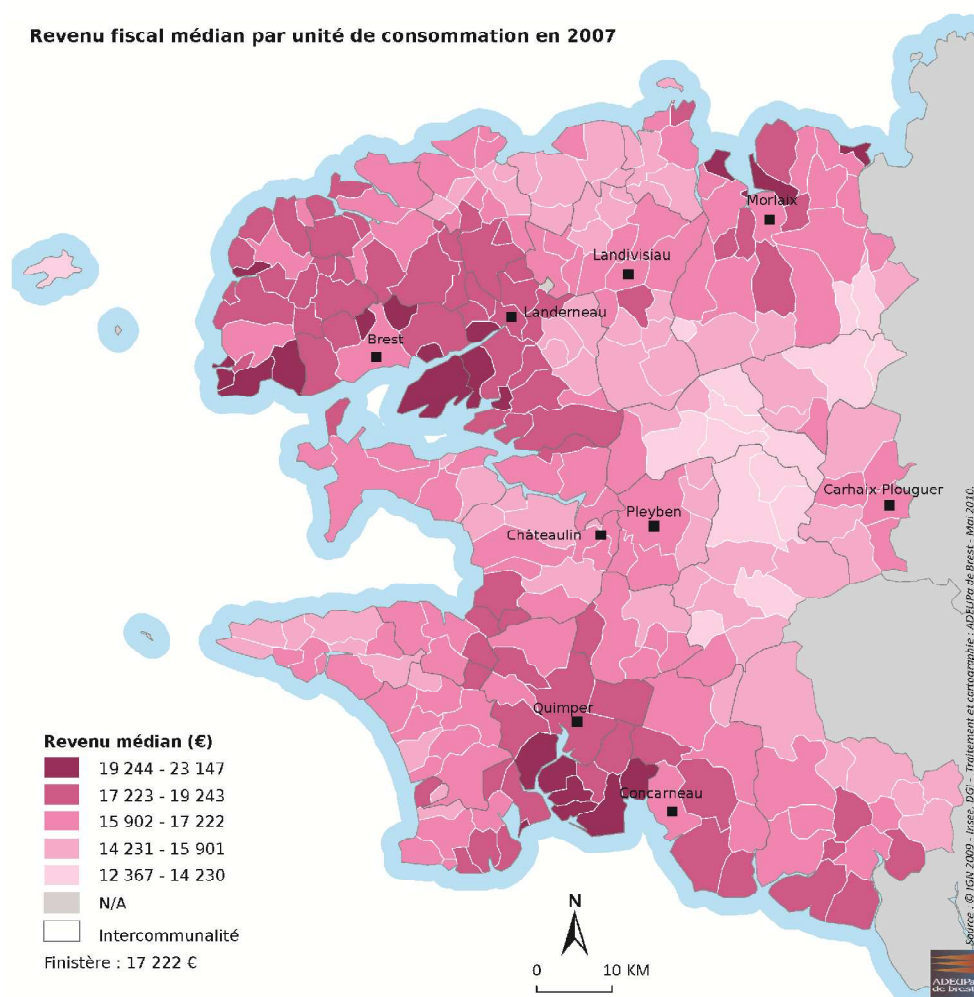 Revenu fiscal médian par unité de consommation en 2007
Morlaix
Landivisiau
Landerneau
Brest
Carhaix-Plouguer
Pleyben
Châteaulin
Quimper
Concarneau
Revenu médian (€)
19 244 - 23 147
17 223 - 19 243
15 902 - 17 222
14 231 - 15 901
12 367 - 14 230
N/A
Intercommunalité
Finistère : 17 222 €
N
0 10 KM
Source : © IGN 2009 - Insee, DGI - Traitement et cartographie : ADEUPa de Brest - Mai 2010.
ADEUPa
de brest